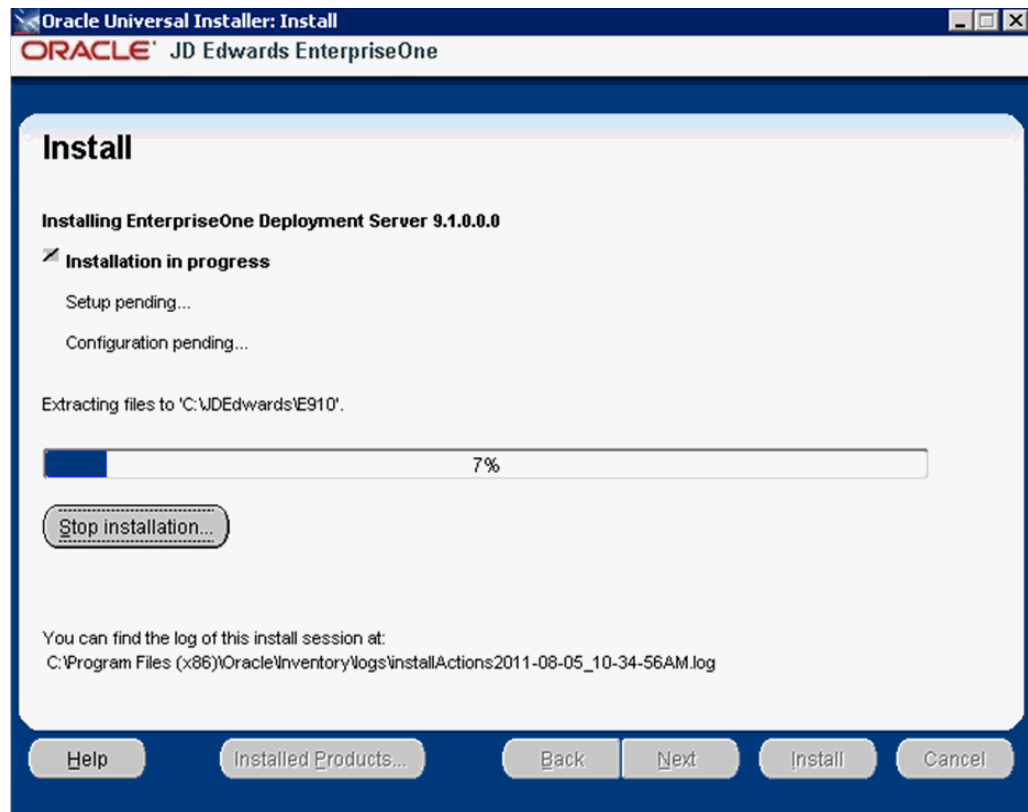 Oracle Universal Installer: Install
ORACLE JD Edwards EnterpriseOne
Install
Installing EnterpriseOne Deployment Server 9.1.0.0.0
Installation in progress
Setup pending...
Configuration pending...
Extracting files to 'C:\JDEdwards\E910'.
7%
Stop installation...
You can find the log of this install session at:
C:\Program Files (x86)\Oracle\Inventory\logs\installActions2011-08-05_10-34-56AM.log
Help Installed Products... Back Next Install Cancel